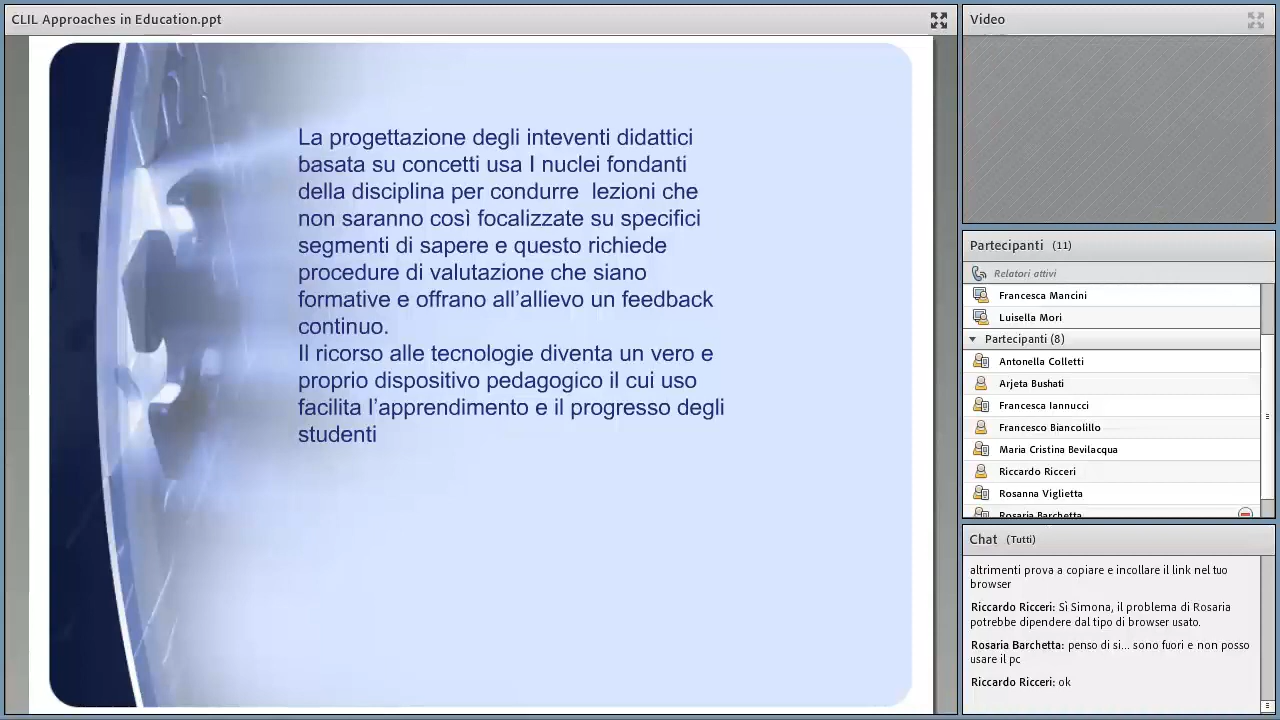 CLIL Approaches in Education.ppt
La progettazione degli inteventi didattici
basata su concetti usa I nuclei fondanti
della disciplina per condurre  lezioni che
non saranno così focalizzate su specifici
segmenti di sapere e questo richiede
procedure di valutazione che siano
formative e offrano all’allievo un feedback
continuo.
Il ricorso alle tecnologie diventa un vero e
proprio dispositivo pedagogico il cui uso
facilita l’apprendimento e il progresso degli
studenti
Video
Partecipanti (11)
Relatori attivi
Francesca Mancini
Luisella Mori
Partecipanti (8)
Antonella Colletti
Arjeta Bushati
Francesca Iannucci
Francesco Biancolillo
Maria Cristina Bevilacqua
Riccardo Ricceri
Rosanna Viglietta
Rosaria Barchetta
Chat (Tutti)
altrimenti prova a copiare e incollare il link nel tuo
browser
Riccardo Ricceri: Sì Simona, il problema di Rosaria
potrebbe dipendere dal tipo di browser usato.
Rosaria Barchetta: penso di si... sono fuori e non posso
usare il pc
Riccardo Ricceri: ok